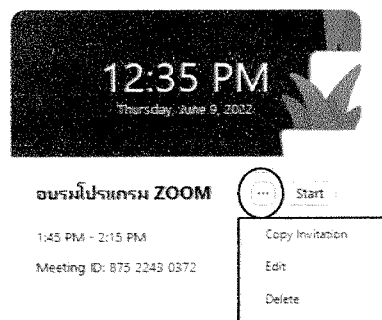 12:35 PM
Thursday, June 9, 2022
อบรมโปรแกรม ZOOM
... Start
1:45 PM - 2:15 PM
Copy Invitation
Meeting ID: 875 2243 0372
Edit
Delete